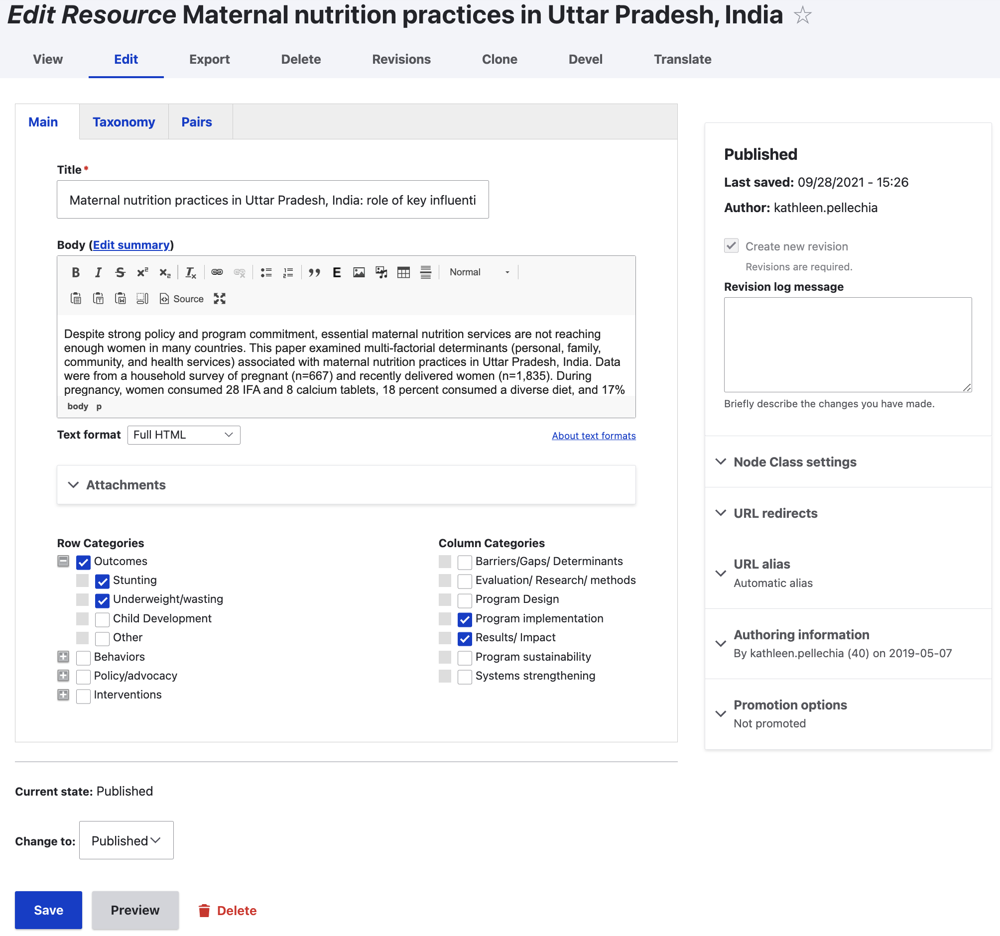 Edit Resource Maternal nutrition practices in Uttar Pradesh, India
View Edit Export Delete Revisions Clone Devel Translate
Main Taxonomy Pairs
Title*
Maternal nutrition practices in Uttar Pradesh, India: role of key influenti
Body (Edit summary)
Normal
Source
Despite strong policy and program commitment, essential maternal nutrition services are not reaching
enough women in many countries. This paper examined multi-factorial determinants (personal, family,
community, and health services) associated with maternal nutrition practices in Uttar Pradesh, India. Data
were from a household survey of pregnant (n=667) and recently delivered women (n=1,835). During
pregnancy, women consumed 28 IFA and 8 calcium tablets, 18 percent consumed a diverse diet, and 17%
body p
Text format Full HTML
About text formats
Attachments
Row Categories
Outcomes
Stunting
Underweight/wasting
Child Development
Other
Behaviors
Policy/advocacy
Interventions
Column Categories
Barriers/Gaps/ Determinants
Evaluation/ Research/ methods
Program Design
Program implementation
Results/ Impact
Program sustainability
Systems strengthening
Current state: Published
Change to: Published
Save Preview Delete
Published
Last saved: 09/28/2021 - 15:26
Author: kathleen.pellechia
Create new revision
Revisions are required.
Revision log message
Briefly describe the changes you have made.
Node Class settings
URL redirects
URL alias
Automatic alias
Authoring information
By kathleen.pellechia (40) on 2019-05-07
Promotion options
Not promoted